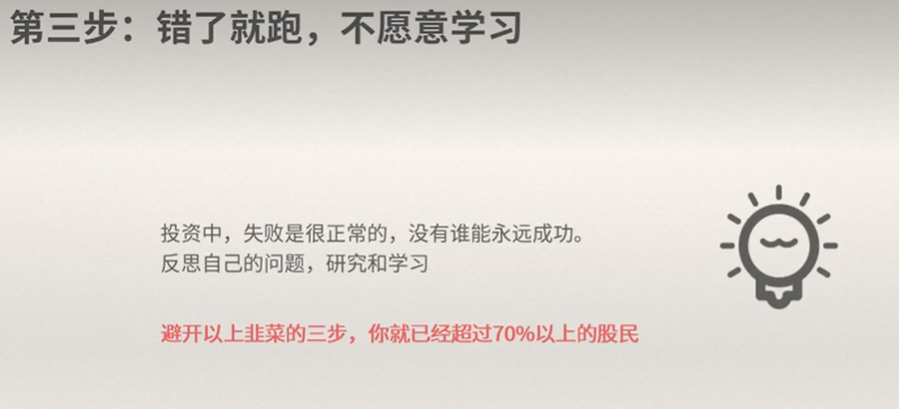 第三步：错了就跑，不愿意学习
投资中，失败是很正常的，没有谁能永远成功。
反思自己的问题，研究和学习
避开以上韭菜的三步，你就已经超过70%以上的股民